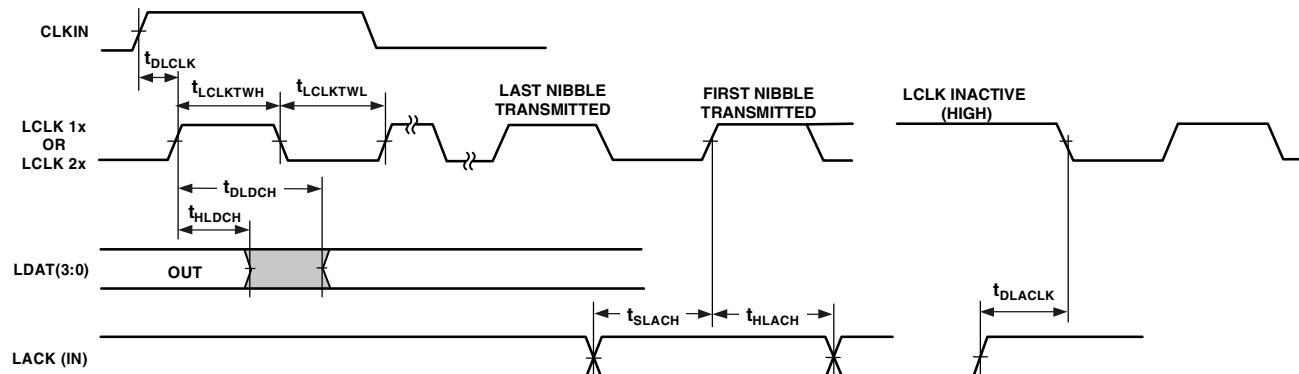 CLKIN
tDLCLK
tLCLKTWH
tLCLKTWL
LAST NIBBLE
TRANSMITTED
FIRST NIBBLE
TRANSMITTED
LCLK INACTIVE
(HIGH)
LCLK 1x
OR
LCLK 2x
tDLDCH
tHLDCH
LDAT(3:0)
OUT
tSLACH
tHLACH
tDLACLK
LACK (IN)